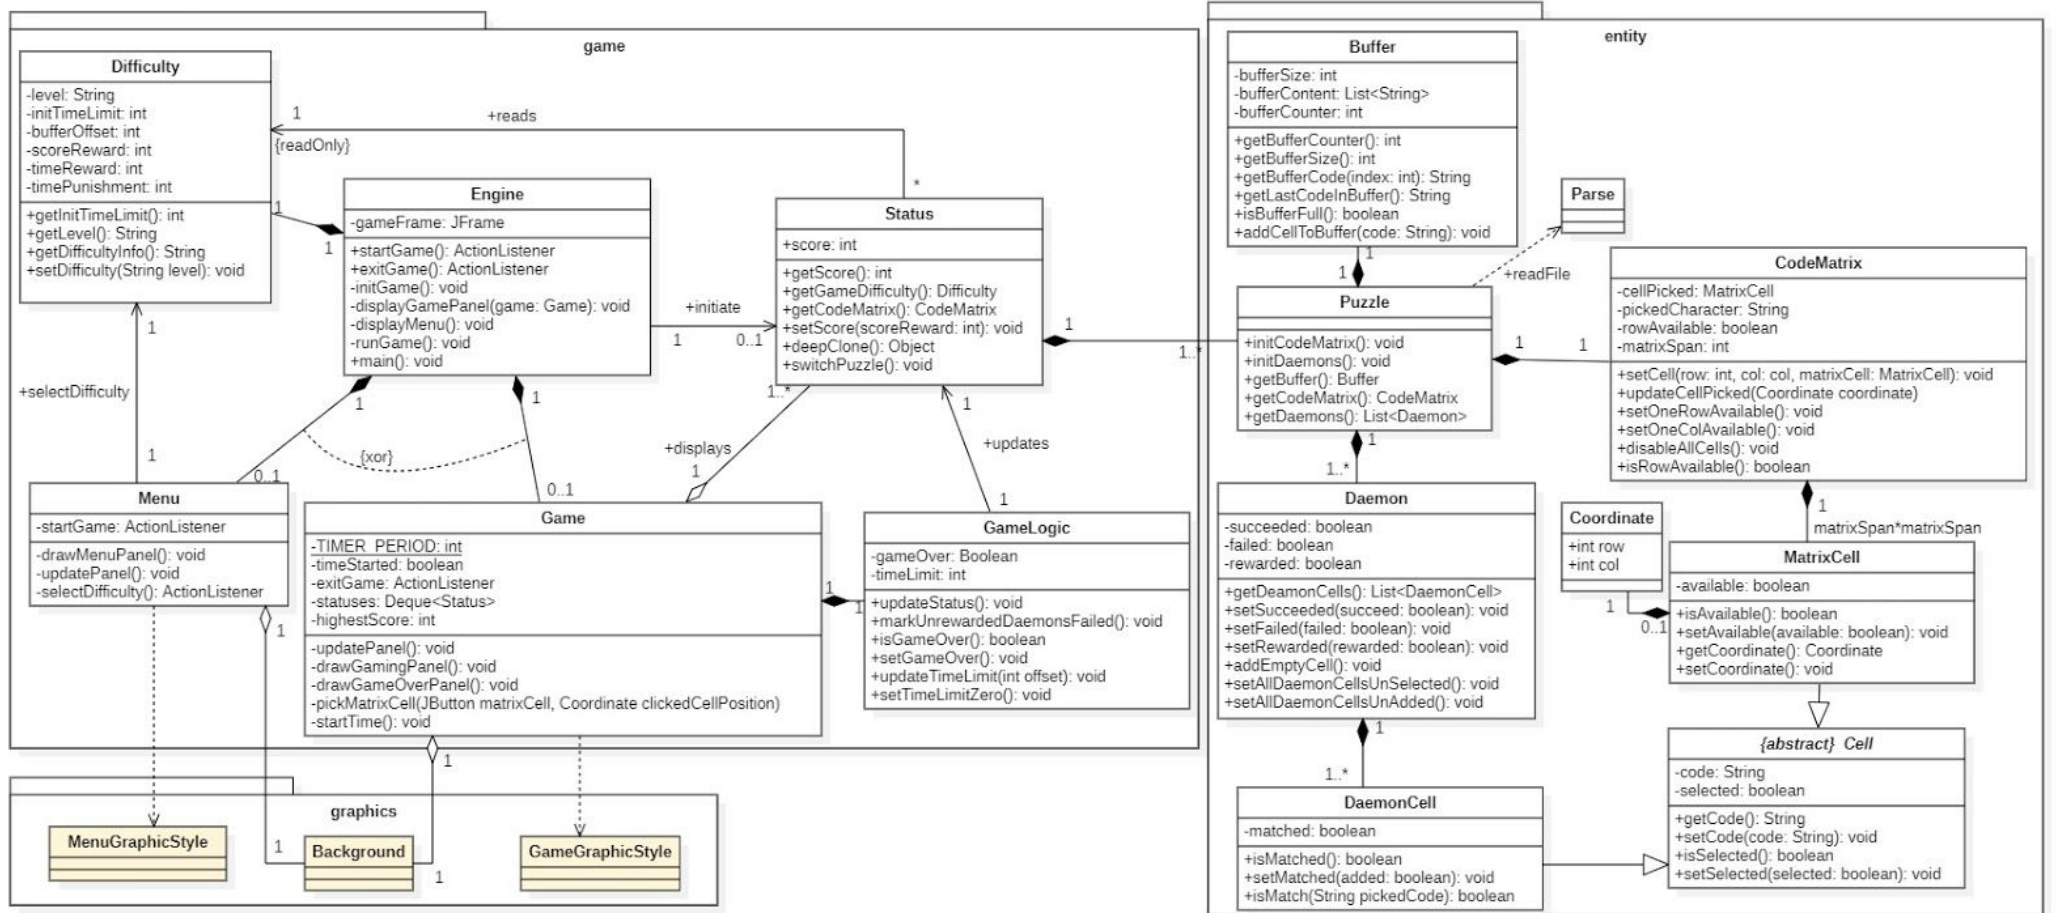 game
Difficulty
-level: String
-initTimeLimit: int
-bufferOffset: int
-scoreReward: int
-timeReward: int
-timePunishment: int
+getInitTimeLimit(): int
+getLevel(): String
+getDifficultyInfo(): String
+setDifficulty(String level): void
1
+reads
{readOnly}
*
1
1
Engine
-gameFrame: JFrame
+startGame(): ActionListener
+exitGame(): ActionListener
-initGame(): void
-displayGamePanel(game: Game): void
-displayMenu(): void
-runGame(): void
+main(): void
+initiate
1
0..1
Status
+score: int
+getScore(): int
+getGameDifficulty(): Difficulty
+getCodeMatrix(): CodeMatrix
+setScore(scoreReward: int): void
+deepClone(): Object
+switchPuzzle(): void
1
1..*
1
+selectDifficulty
1
1
{xor}
0..1
1
0..1
1..*
+displays
1
1
+updates
1
Menu
-startGame: ActionListener
-drawMenuPanel(): void
-updatePanel(): void
-selectDifficulty(): ActionListener
Game
-TIMER_PERIOD: int
-timeStarted: boolean
-exitGame: ActionListener
-statuses: Deque<Status>
-highestScore: int
-updatePanel(): void
-drawGamingPanel(): void
-drawGameOverPanel(): void
-pickMatrixCell(JButton matrixCell, Coordinate clickedCellPosition)
-startTime(): void
1
1
GameLogic
-gameOver: Boolean
-timeLimit: int
+updateStatus(): void
+markUnrewardedDaemonsFailed(): void
+isGameOver(): boolean
+setGameOver(): void
+updateTimeLimit(int offset): void
+setTimeLimitZero(): void
1
1
graphics
MenuGraphicStyle
1
Background
1
GameGraphicStyle
entity
Buffer
-bufferSize: int
-bufferContent: List<String>
-bufferCounter: int
+getBufferCounter(): int
+getBufferSize(): int
+getBufferCode(index: int): String
+getLastCodeInBuffer(): String
+isBufferFull(): boolean
+addCellToBuffer(code: String): void
1
1
Parse
+readFile
Puzzle
+initCodeMatrix(): void
+initDaemons(): void
+getBuffer(): Buffer
+getCodeMatrix(): CodeMatrix
+getDaemons(): List<Daemon>
1
1
CodeMatrix
-cellPicked: MatrixCell
-pickedCharacter: String
-rowAvailable: boolean
-matrixSpan: int
+setCell(row: int, col: col, matrixCell: MatrixCell): void
+updateCellPicked(Coordinate coordinate)
+setOneRowAvailable(): void
+setOneColAvailable(): void
+disableAllCells(): void
+isRowAvailable(): boolean
1
1..*
Daemon
-succeeded: boolean
-failed: boolean
-rewarded: boolean
+getDeamonCells(): List<DaemonCell>
+setSucceeded(succeed: boolean): void
+setFailed(failed: boolean): void
+setRewarded(rewarded: boolean): void
+addEmptyCell(): void
+setAllDaemonCellsUnSelected(): void
+setAllDaemonCellsUnAdded(): void
Coordinate
+int row
+int col
1
0..1
1
matrixSpan*matrixSpan
MatrixCell
-available: boolean
+isAvailable(): boolean
+setAvailable(available: boolean): void
+getCoordinate(): Coordinate
+setCoordinate(): void
1
1..*
DaemonCell
-matched: boolean
+isMatched(): boolean
+setMatched(added: boolean): void
+isMatch(String pickedCode): boolean
{abstract} Cell
-code: String
-selected: boolean
+getCode(): String
+setCode(code: String): void
+isSelected(): boolean
+setSelected(selected: boolean): void